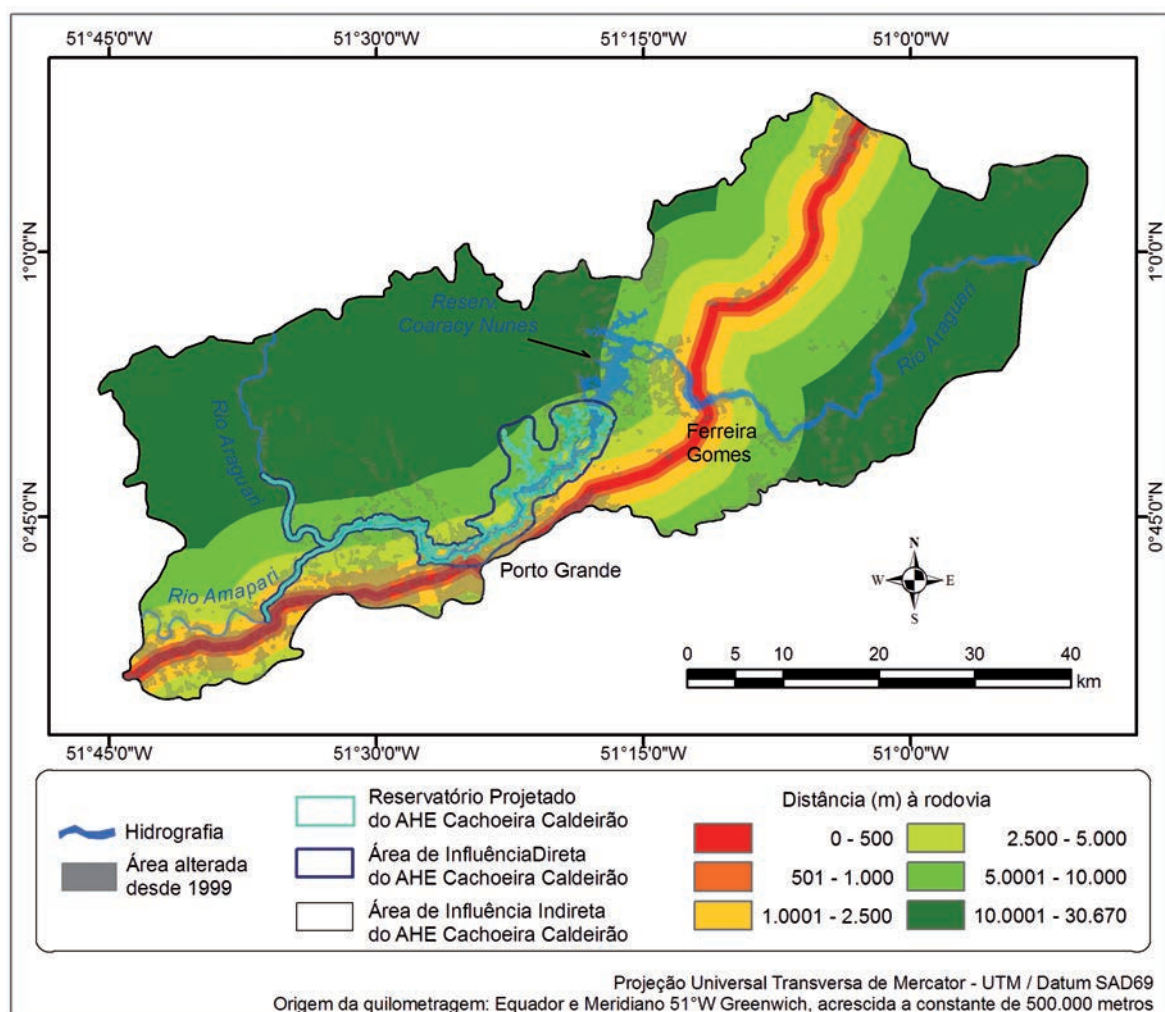 51°45'0"W 51°30'0"W 51°15'0"W 51°0'0"W
1°0'0"N 1°0'0"N
Reserv.
Coaracy Nunes
Rio Araguari
Rio Araguari
Ferreira
Gomes
0°45'0"N 0°45'0"N
Porto Grande
Rio Amapari
N
W E
S
0 5 10 20 30 40
km
51°45'0"W 51°30'0"W 51°15'0"W 51°0'0"W
Hidrografia
Área alterada
desde 1999
Reservatório Projetado
do AHE Cachoeira Caldeirão
Área de InfluênciaDireta
do AHE Cachoeira Caldeirão
Área de Influência Indireta
do AHE Cachoeira Caldeirão
Distância (m) à rodovia
0 - 500
501 - 1.000
1.0001 - 2.500
2.500 - 5.000
5.0001 - 10.000
10.0001 - 30.670
Projeção Universal Transversa de Mercator - UTM / Datum SAD69
Origem da quilometragem: Equador e Meridiano 51°W Greenwich, acrescida a constante de 500.000 metros